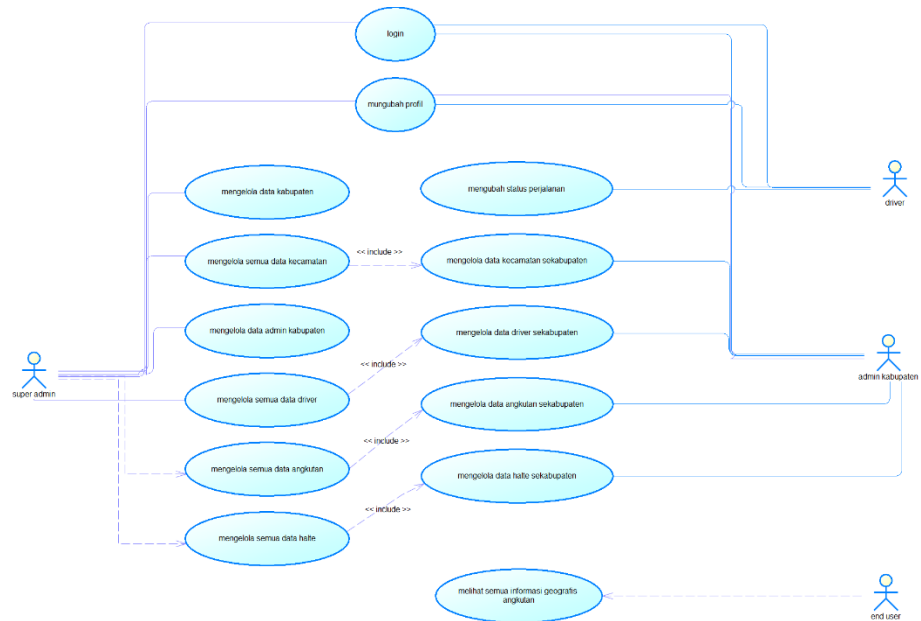 login
mungubah profil
mengelola data kabupaten
mengubah status perjalanan
driver
mengelola semua data kecamatan
<< include >>
mengelola data kecamatan sekabupaten
mengelola data admin kabupaten
mengelola data driver sekabupaten
admin kabupaten
super admin
mengelola semua data driver
<< include >>
mengelola data angkutan sekabupaten
mengelola semua data angkutan
<< include >>
mengelola data halte sekabupaten
mengelola semua data halte
<< include >>
melihat semua informasi geografis
angkutan
end user